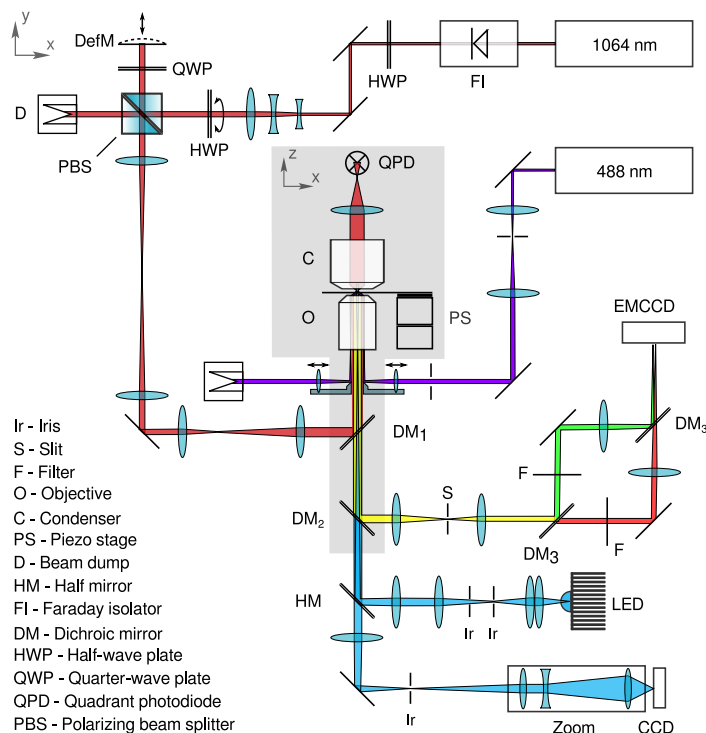 y
x
DefM
QWP
D
PBS
HWP
HWP
FI
1064 nm
z
x
QPD
488 nm
C
O
PS
EMCCD
DM1
DM3
F
S
DM2
DM3
F
HM
Ir
Ir
LED
Ir
Zoom
CCD
Ir - Iris
S - Slit
F - Filter
O - Objective
C - Condenser
PS - Piezo stage
D - Beam dump
HM - Half mirror
FI - Faraday isolator
DM - Dichroic mirror
HWP - Half-wave plate
QWP - Quarter-wave plate
QPD - Quadrant photodiode
PBS - Polarizing beam splitter